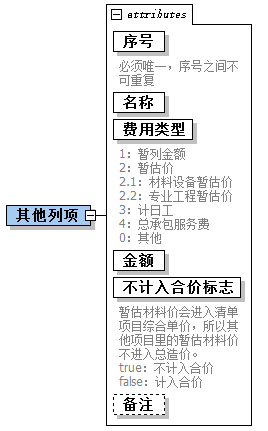 attributes
序号
必须唯一，序号之间不
可重复
名称
费用类型
1：暂列金额
2：暂估价
2.1：材料设备暂估价
2.2：专业工程暂估价
3：计日工
4：总承包服务费
0：其他
其他列项
金额
不计入合价标志
暂估材料价会进入清单
项目综合单价，所以其
他项目里的暂估材料价
不进入总造价。
true：不计入合价
false：计入合价
备注